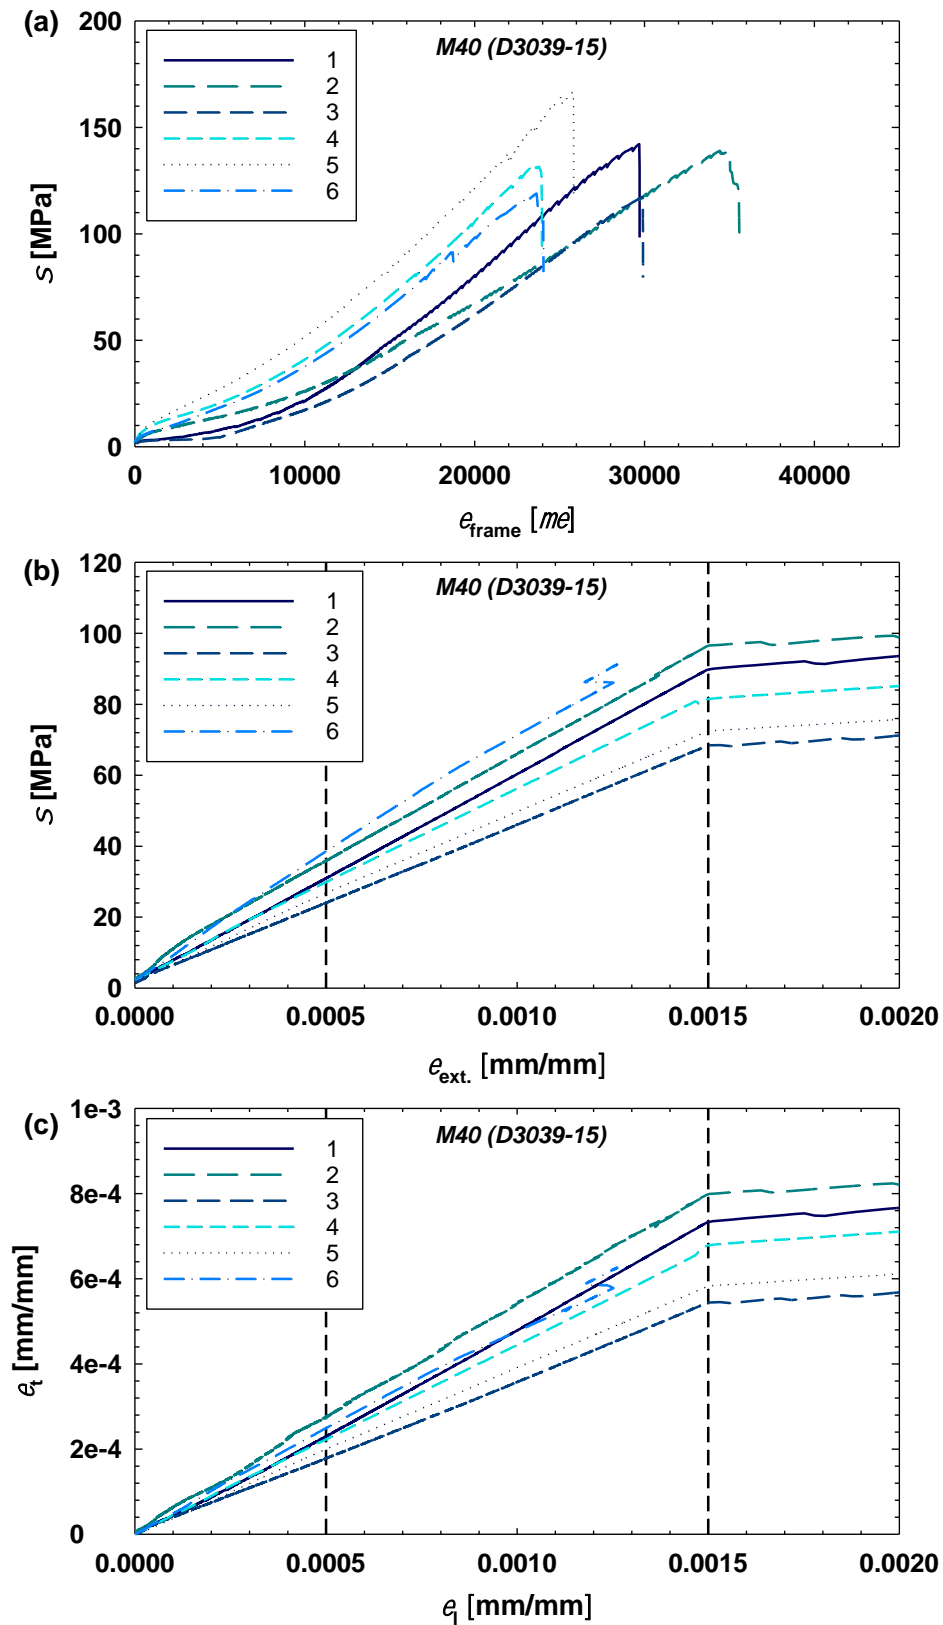 (a)
M40 (D3039-15)
1
2
3
4
5
6
200
150
100
50
0
s [MPa]
0 10000 20000 30000 40000
e frame [me]
(b)
M40 (D3039-15)
1
2
3
4
5
6
120
100
80
60
40
20
0
s [MPa]
0.0000 0.0005 0.0010 0.0015 0.0020
e ext. [mm/mm]
(c)
M40 (D3039-15)
1
2
3
4
5
6
1e-3
8e-4
6e-4
4e-4
2e-4
0
e t [mm/mm]
0.0000 0.0005 0.0010 0.0015 0.0020
e l [mm/mm]